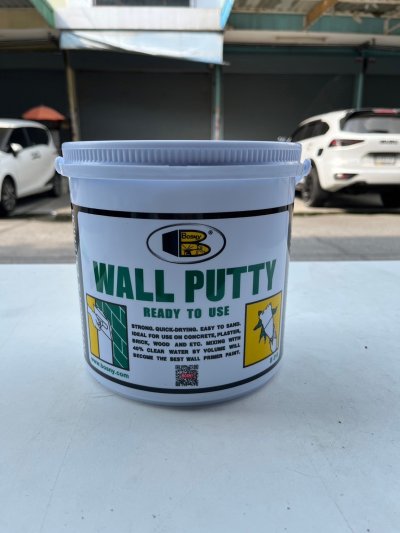 BOSNY
B
®
WALL PUTTY
READY TO USE
STRONG. QUICK-DRYING. EASY TO SAND.
IDEAL FOR USE ON CONCRETE, PLASTER,
BRICK, WOOD AND ETC. MIXING WITH
40% CLEAR WATER BY VOLUME WILL
BECOME THE BEST WALL PRIMER PAINT.
www.bosny.com